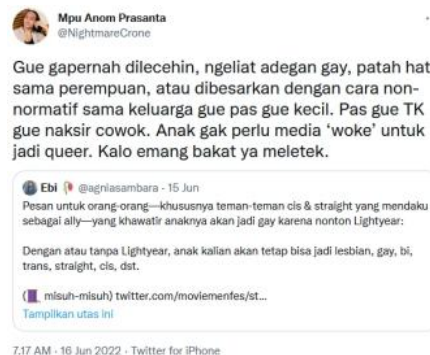 Mpu Anom Prasanta
@NightmareCrone
Gue gapernah dilecehin, ngeliat adegan gay, patah hati
sama perempuan, atau dibesarkan dengan cara non-
normatif sama keluarga gue pas gue kecil. Pas gue TK
gue naksir cowok. Anak gak perlu media ‘woke’ untuk
jadi queer. Kalo emang bakat ya meletek.
Ebi @agniasambara · 15 Jun
Pesan untuk orang-orang—khususnya teman-teman cis & straight yang mendaku
sebagai ally—yang khawatir anaknya akan jadi gay karena nonton Lightyear:
Dengan atau tanpa Lightyear, anak kalian akan tetap bisa jadi lesbian, gay, bi,
trans, straight, cis, dst.
( misuh-misuh) twitter.com/moviemenfes/st...
Tampilkan utas ini
7.17 AM · 16 Jun 2022 · Twitter for iPhone